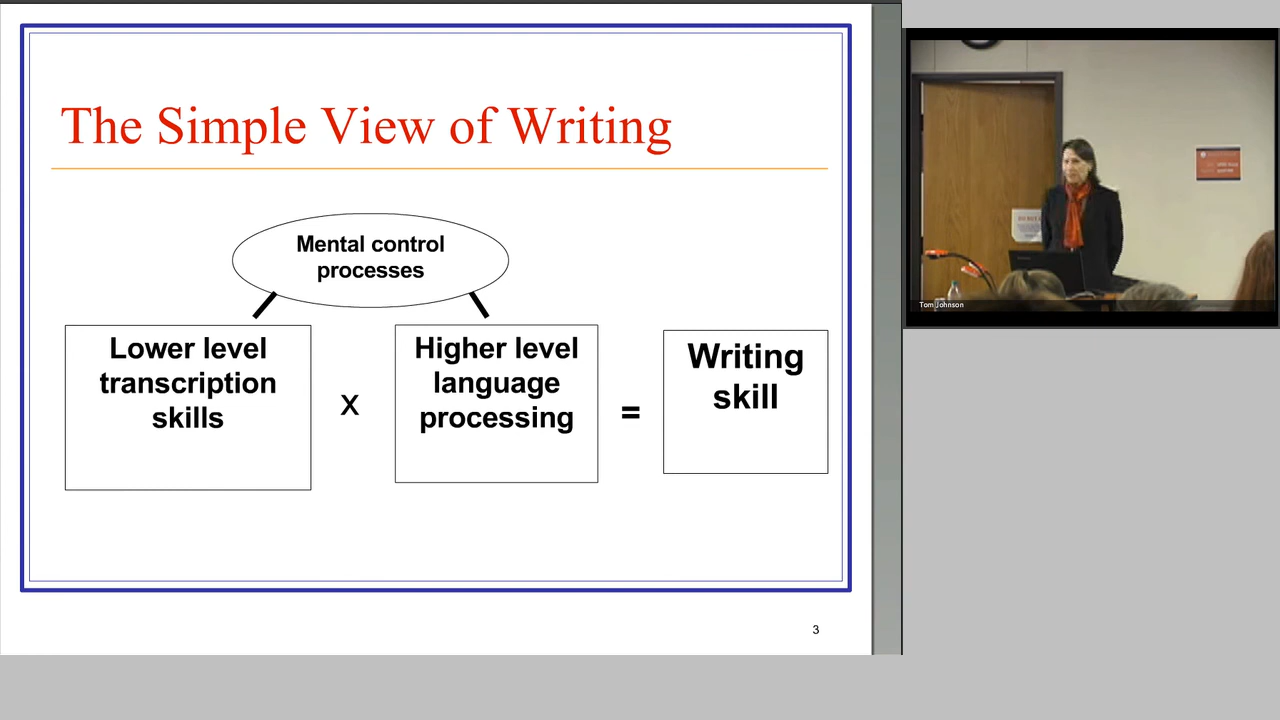 The Simple View of Writing
Mental control
processes
Lower level
transcription
skills
x
Higher level
language
processing
=
Writing
skill
3
Tom Johnson